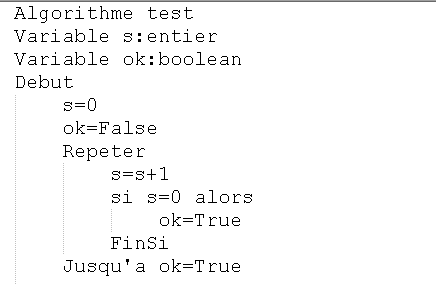 Algorithme test
Variable s:entier
Variable ok:boolean
Debut
s=0
ok=False
Repeter
s=s+1
si s=0 alors
ok=True
FinSi
Jusqu'a ok=True